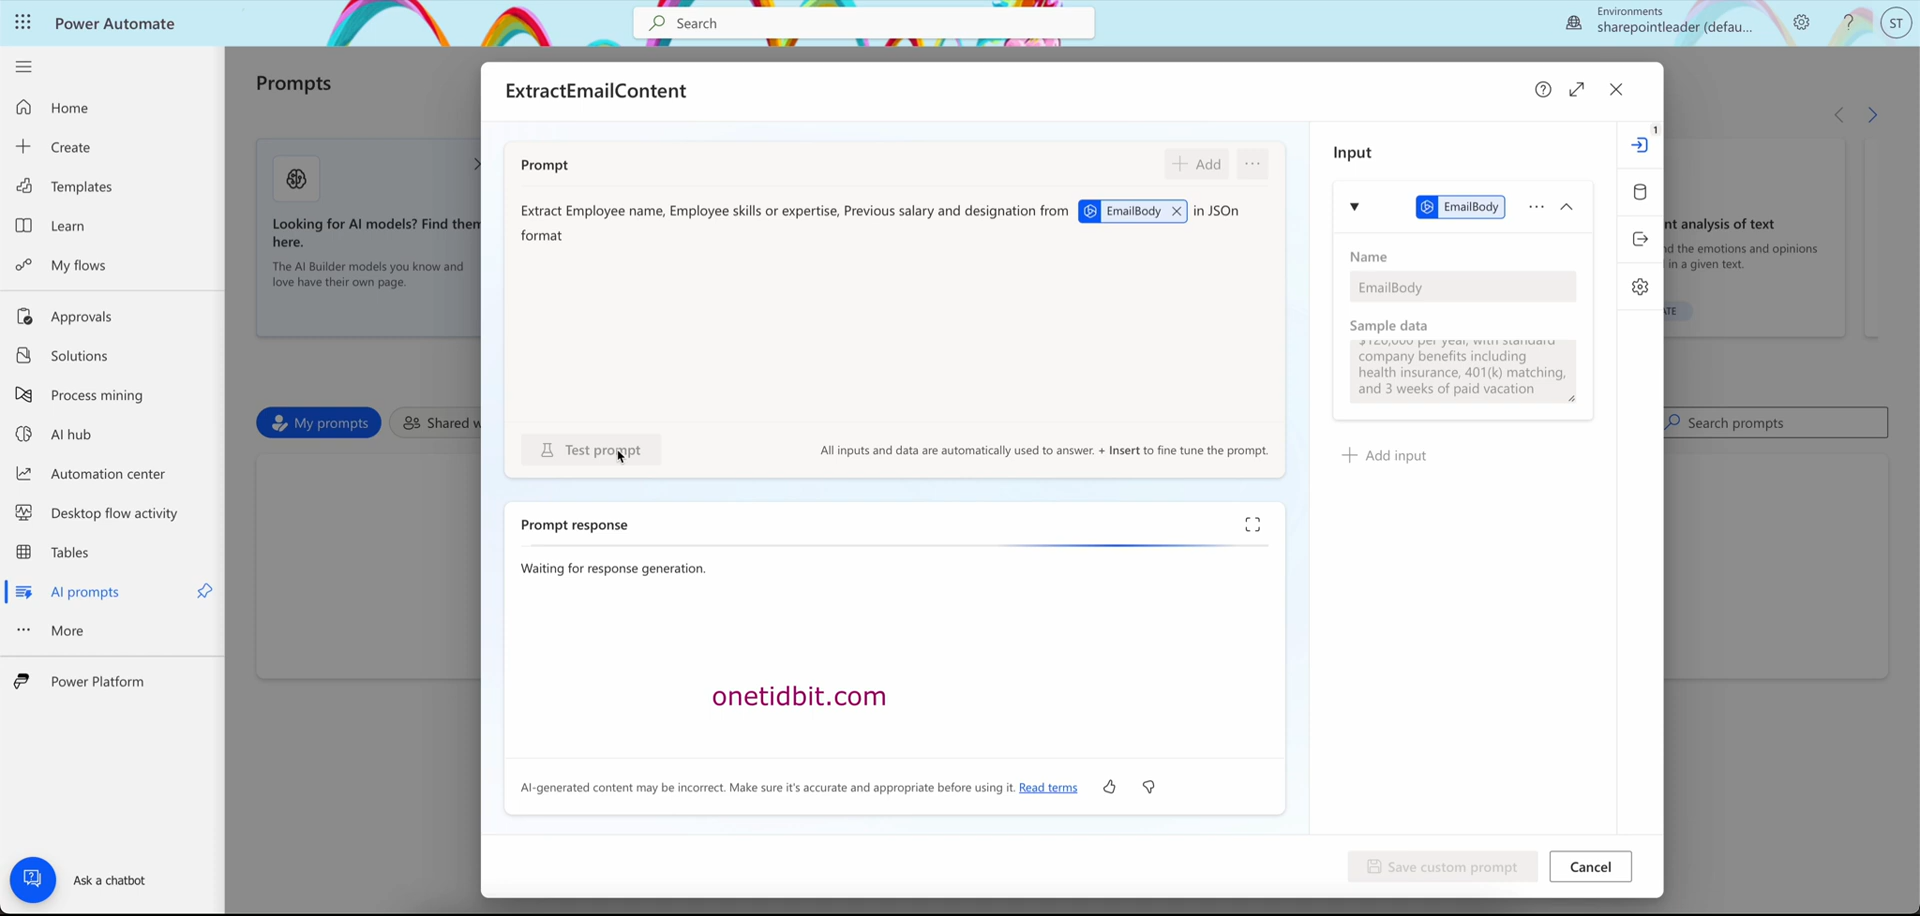 Power Automate
Search
Environments
sharepointleader (defau...
ST
Home
Create
Templates
Learn
My flows
Approvals
Solutions
Process mining
AI hub
Automation center
Desktop flow activity
Tables
AI prompts
More
Power Platform
Ask a chatbot
Prompts
Looking for AI models? Find them
here.
The AI Builder models you know and
love have their own page.
My prompts
Shared w
ExtractEmailContent
Prompt
Add
Extract Employee name, Employee skills or expertise, Previous salary and designation from EmailBody in JSOn
format
Test prompt
All inputs and data are automatically used to answer. + Insert to fine tune the prompt.
Prompt response
Waiting for response generation.
onetidbit.com
AI-generated content may be incorrect. Make sure it's accurate and appropriate before using it. Read terms
Input
1
EmailBody
Name
EmailBody
Sample data
$120,000 per year, with standard
company benefits including
health insurance, 401(k) matching,
and 3 weeks of paid vacation
Add input
Save custom prompt
Cancel
nt analysis of text
d the emotions and opinions
in a given text.
ATE
Search prompts